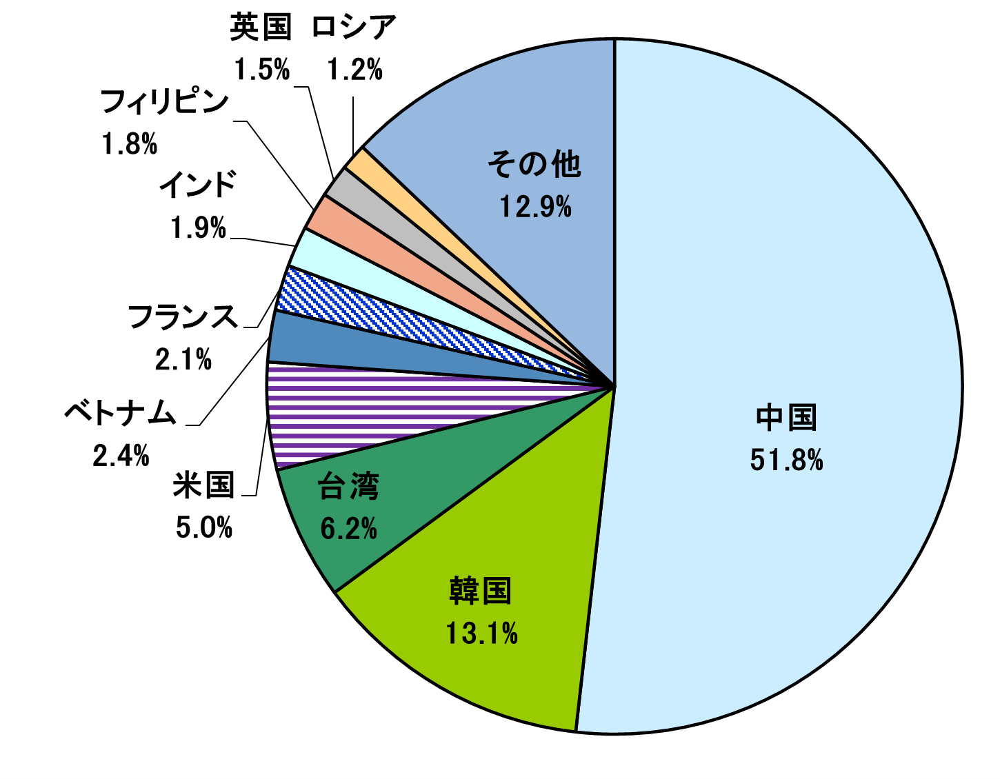 英国
1.5%
ロシア
1.2%
フィリピン
1.8%
インド
1.9%
フランス
2.1%
ベトナム
2.4%
米国
5.0%
台湾
6.2%
韓国
13.1%
その他
12.9%
中国
51.8%